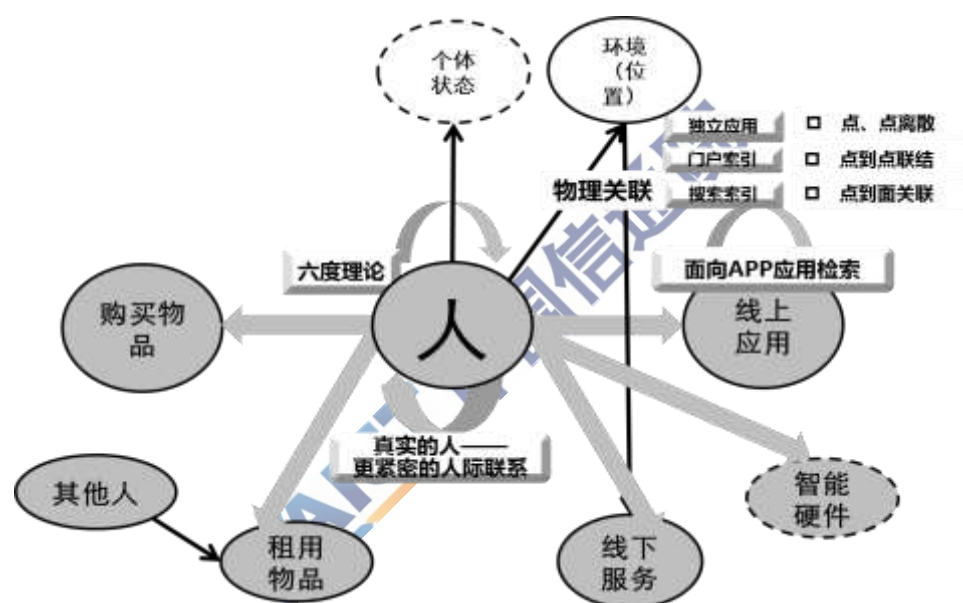 个体
状态
环境
（位
置）
独立应用 □ 点、点离散
门户索引 □ 点到点联结
搜索索引 □ 点到面关联
物理关联
六度理论
面向APP应用检索
购买物
品
人
线上
应用
真实的人——
更紧密的人际联系
其他人
智能
硬件
租用
物品
线下
服务